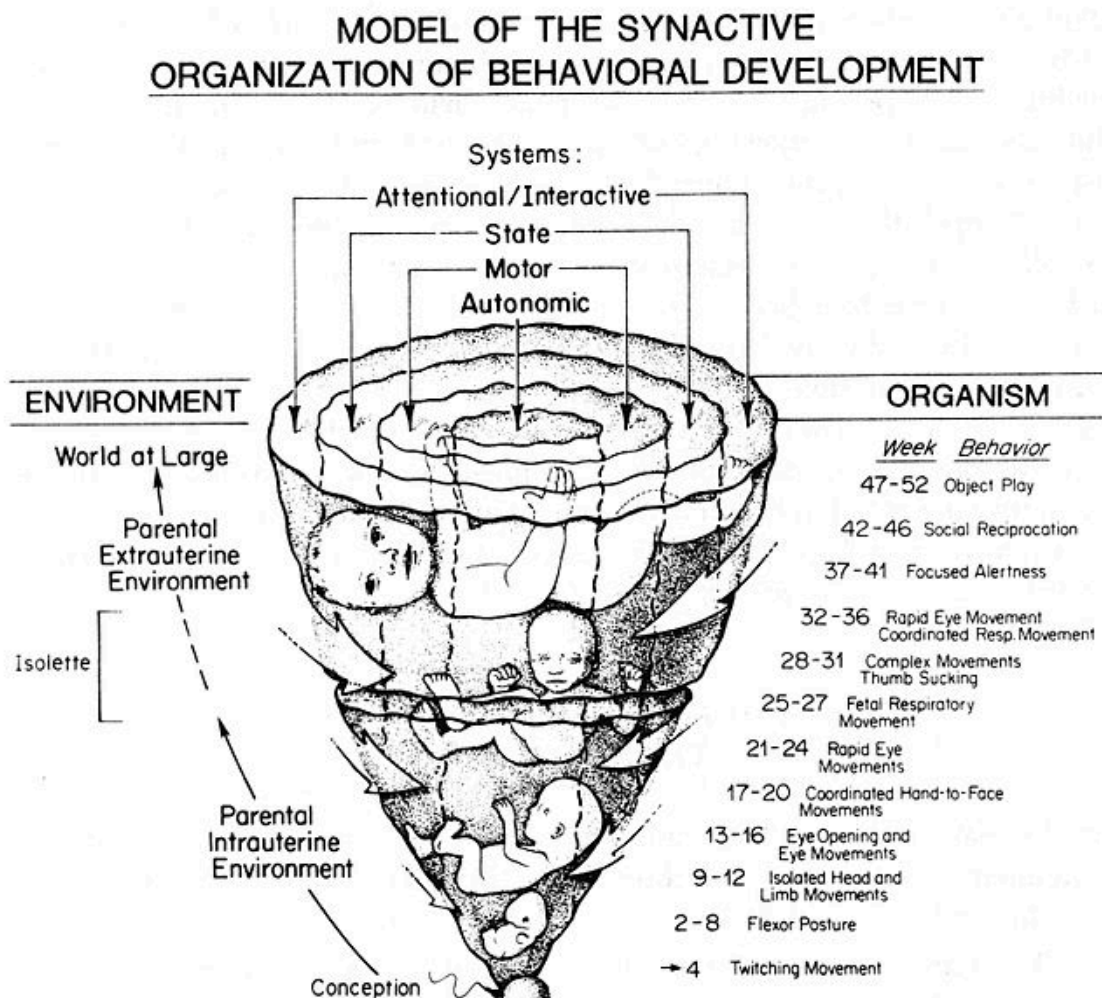 MODEL OF THE SYNACTIVE
ORGANIZATION OF BEHAVIORAL DEVELOPMENT
Systems:
Attentional/Interactive
State
Motor
Autonomic
ENVIRONMENT
World at Large
Parental
Extrauterine
Environment
Isolette
Parental
Intrauterine
Environment
Conception
ORGANISM
Week Behavior
47-52 Object Play
42-46 Social Reciprocation
37-41 Focused Alertness
32-36 Rapid Eye Movement
Coordinated Resp. Movement
28-31 Complex Movements
Thumb Sucking
25-27 Fetal Respiratory
Movement
21-24 Rapid Eye
Movements
17-20 Coordinated Hand-to-Face
Movements
13-16 Eye Opening and
Eye Movements
9-12 Isolated Head and
Limb Movements
2-8 Flexor Posture
→4 Twitching Movement